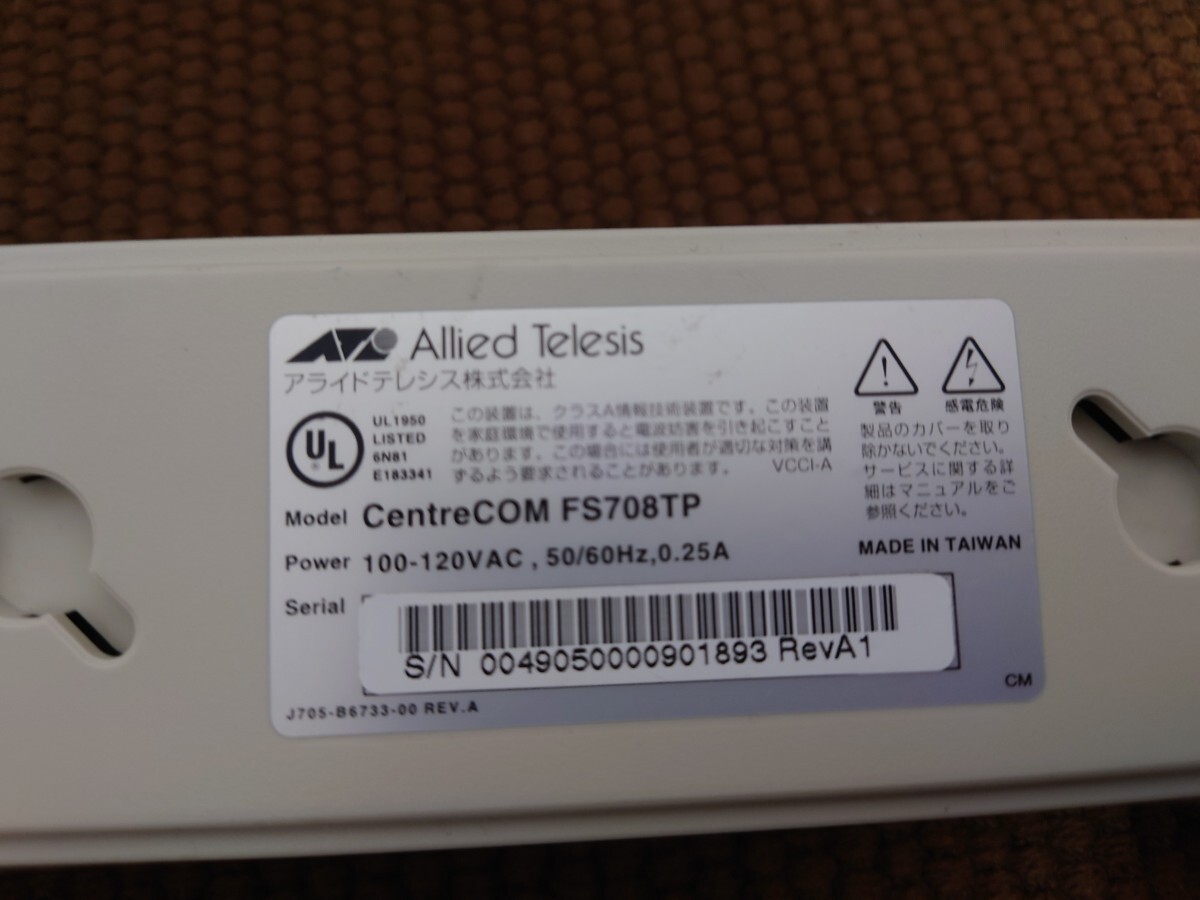 Allied Telesis
アライドテレシス株式会社
UL
UL1950
LISTED
6N81
E183341
この装置は、クラスA情報技術装置です。この装置
を家庭環境で使用すると電波妨害を引き起こすこと
があります。この場合には使用者が適切な対策を講
ずるよう要求されることがあります。 VCCI-A
警告
感電危険
製品のカバーを取り
除かないでください。
サービスに関する詳
細はマニュアルをご
参照ください。
Model CentreCOM FS708TP
Power 100-120VAC , 50/60Hz,0.25A
MADE IN TAIWAN
Serial
S/N 0049050000901893 RevA1
J705-B6733-00 REV.A
CM